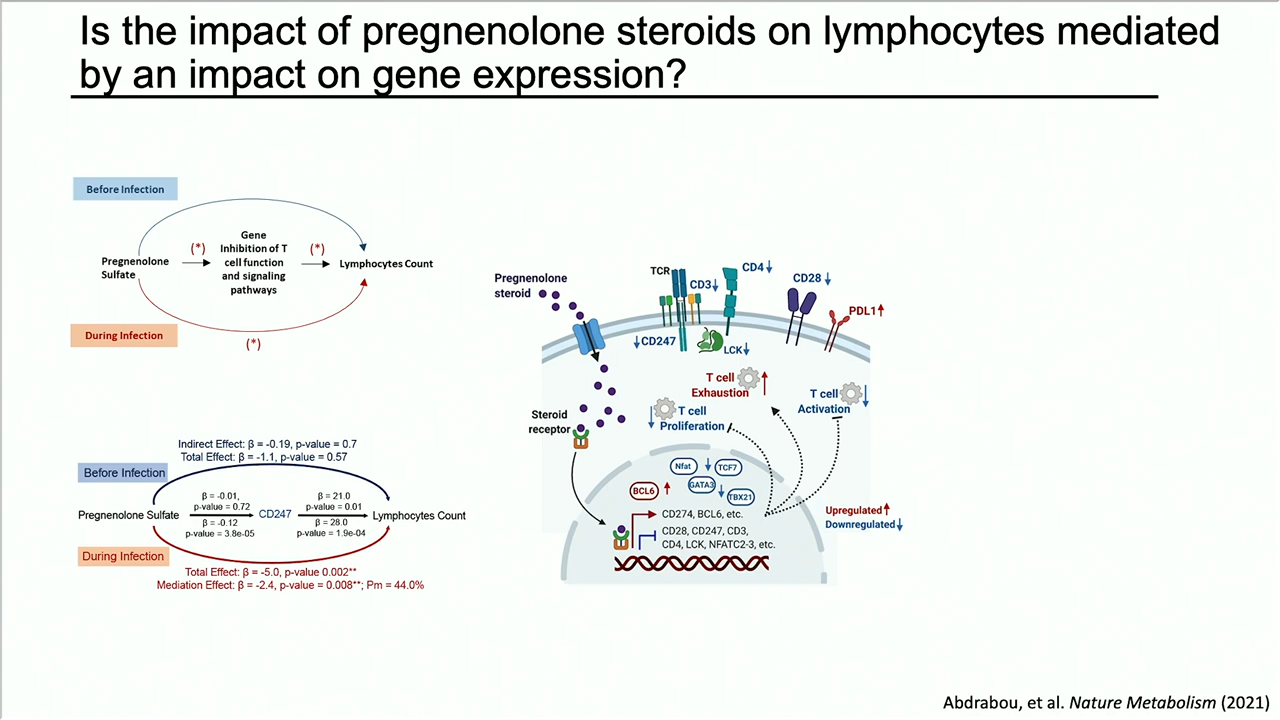 Is the impact of pregnenolone steroids on lymphocytes mediated
by an impact on gene expression?
Before Infection
Pregnenolone
Sulfate
(*)
Gene
Inhibition of T
cell function
and signaling
pathways
(*)
Lymphocytes Count
During Infection
(*)
Indirect Effect: β = -0.19, p-value = 0.7
Total Effect: β = -1.1, p-value = 0.57
Before Infection
β = -0.01,
p-value = 0.72
β = 21.0
p-value = 0.01
Pregnenolone Sulfate
CD247
Lymphocytes Count
β = -0.12
p-value = 3.8e-05
β = 28.0
p-value = 1.9e-04
During Infection
Total Effect: β = -5.0, p-value 0.002**
Mediation Effect: β = -2.4, p-value = 0.008**; Pm = 44.0%
Pregnenolone
steroid
TCR
CD3↓
CD4↓
CD28↓
PDL1↑
↓CD247
LCK↓
T cell
Exhaustion↑
T cell
Activation↓
↓T cell
Proliferation
Steroid
receptor
Nfat
↓
TCF7
GATA3
↓
TBX21
BCL6
↑
CD274, BCL6, etc.
CD28, CD247, CD3,
CD4, LCK, NFATC2-3, etc.
Upregulated↑
Downregulated↓
Abdrabou, et al. Nature Metabolism (2021)